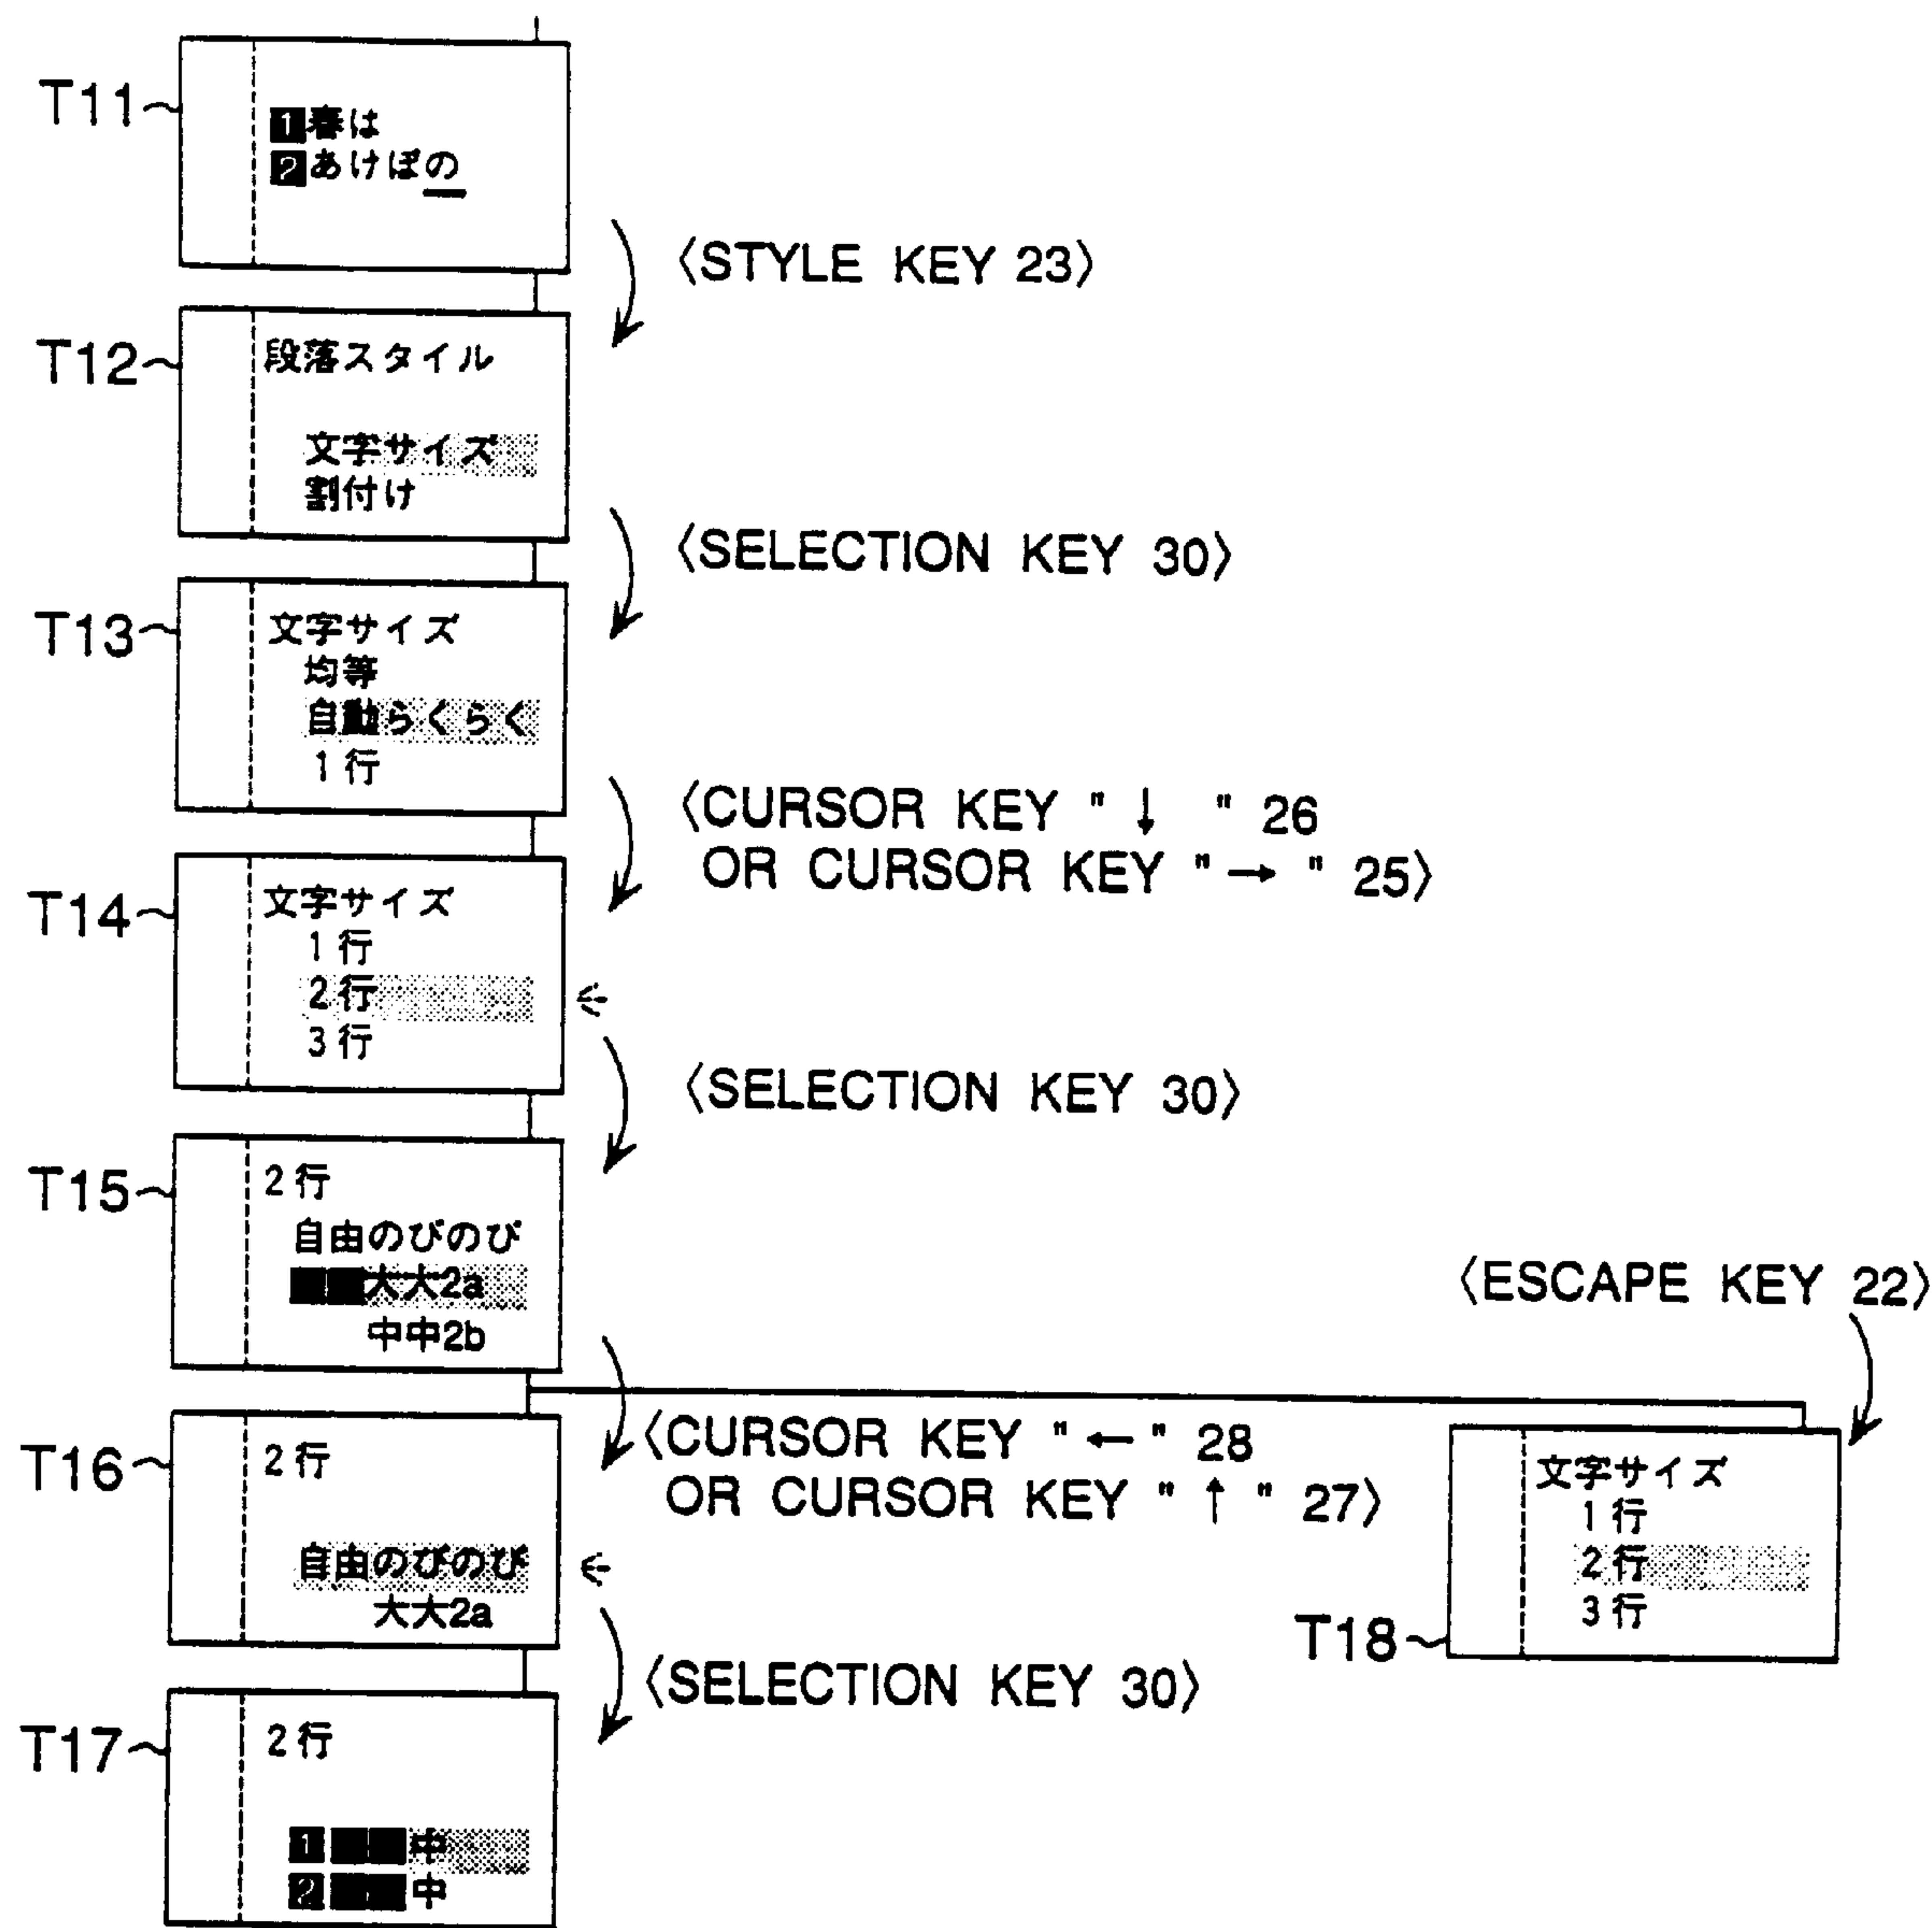 T11
1春は
2あけぼの
〈STYLE KEY 23〉
T12
段落スタイル
文字サイズ
割付け
〈SELECTION KEY 30〉
T13
文字サイズ
均等
自動らくらく
1行
〈CURSOR KEY "↓" 26
OR CURSOR KEY "→" 25〉
T14
文字サイズ
1行
2行
3行
〈SELECTION KEY 30〉
T15
2行
自由のびのび
大大2a
中中2b
〈ESCAPE KEY 22〉
T16
2行
自由のびのび
大大2a
〈CURSOR KEY "←" 28
OR CURSOR KEY "↑" 27〉
T18
文字サイズ
1行
2行
3行
〈SELECTION KEY 30〉
T17
2行
1 中
2 中